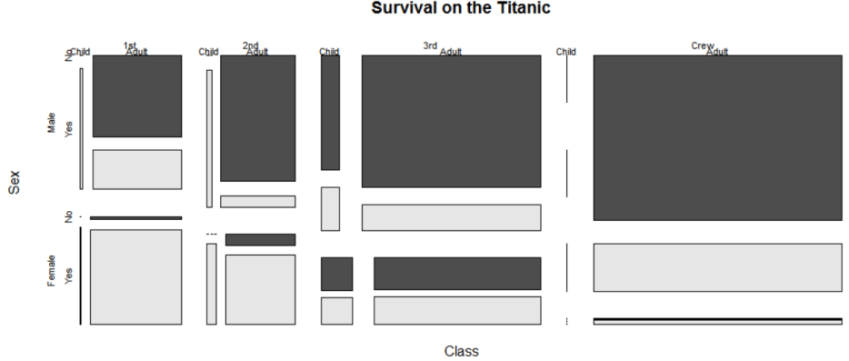 Survival on the Titanic
1st 2nd 3rd Crew
Child Adult Child Adult Child Adult Child Adult
No
Male
Yes
Sex
No
Female
Yes
Class